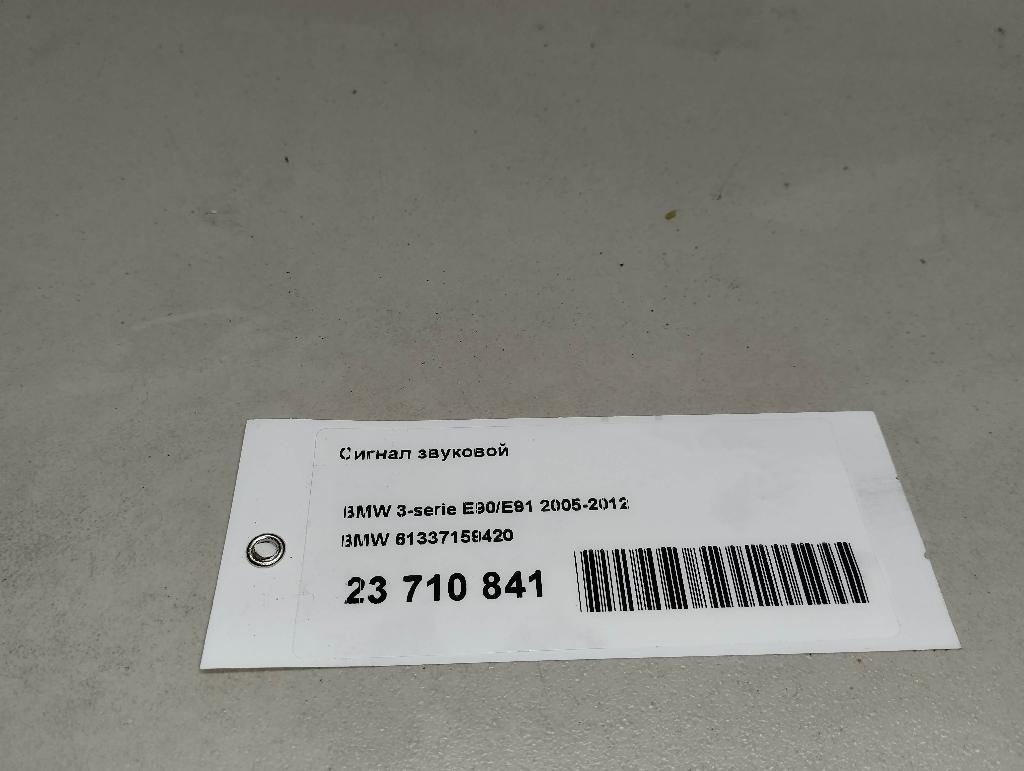 Сигнал звуковой
BMW 3-serie E90/E91 2005-2012
BMW 61337159420
23 710 841